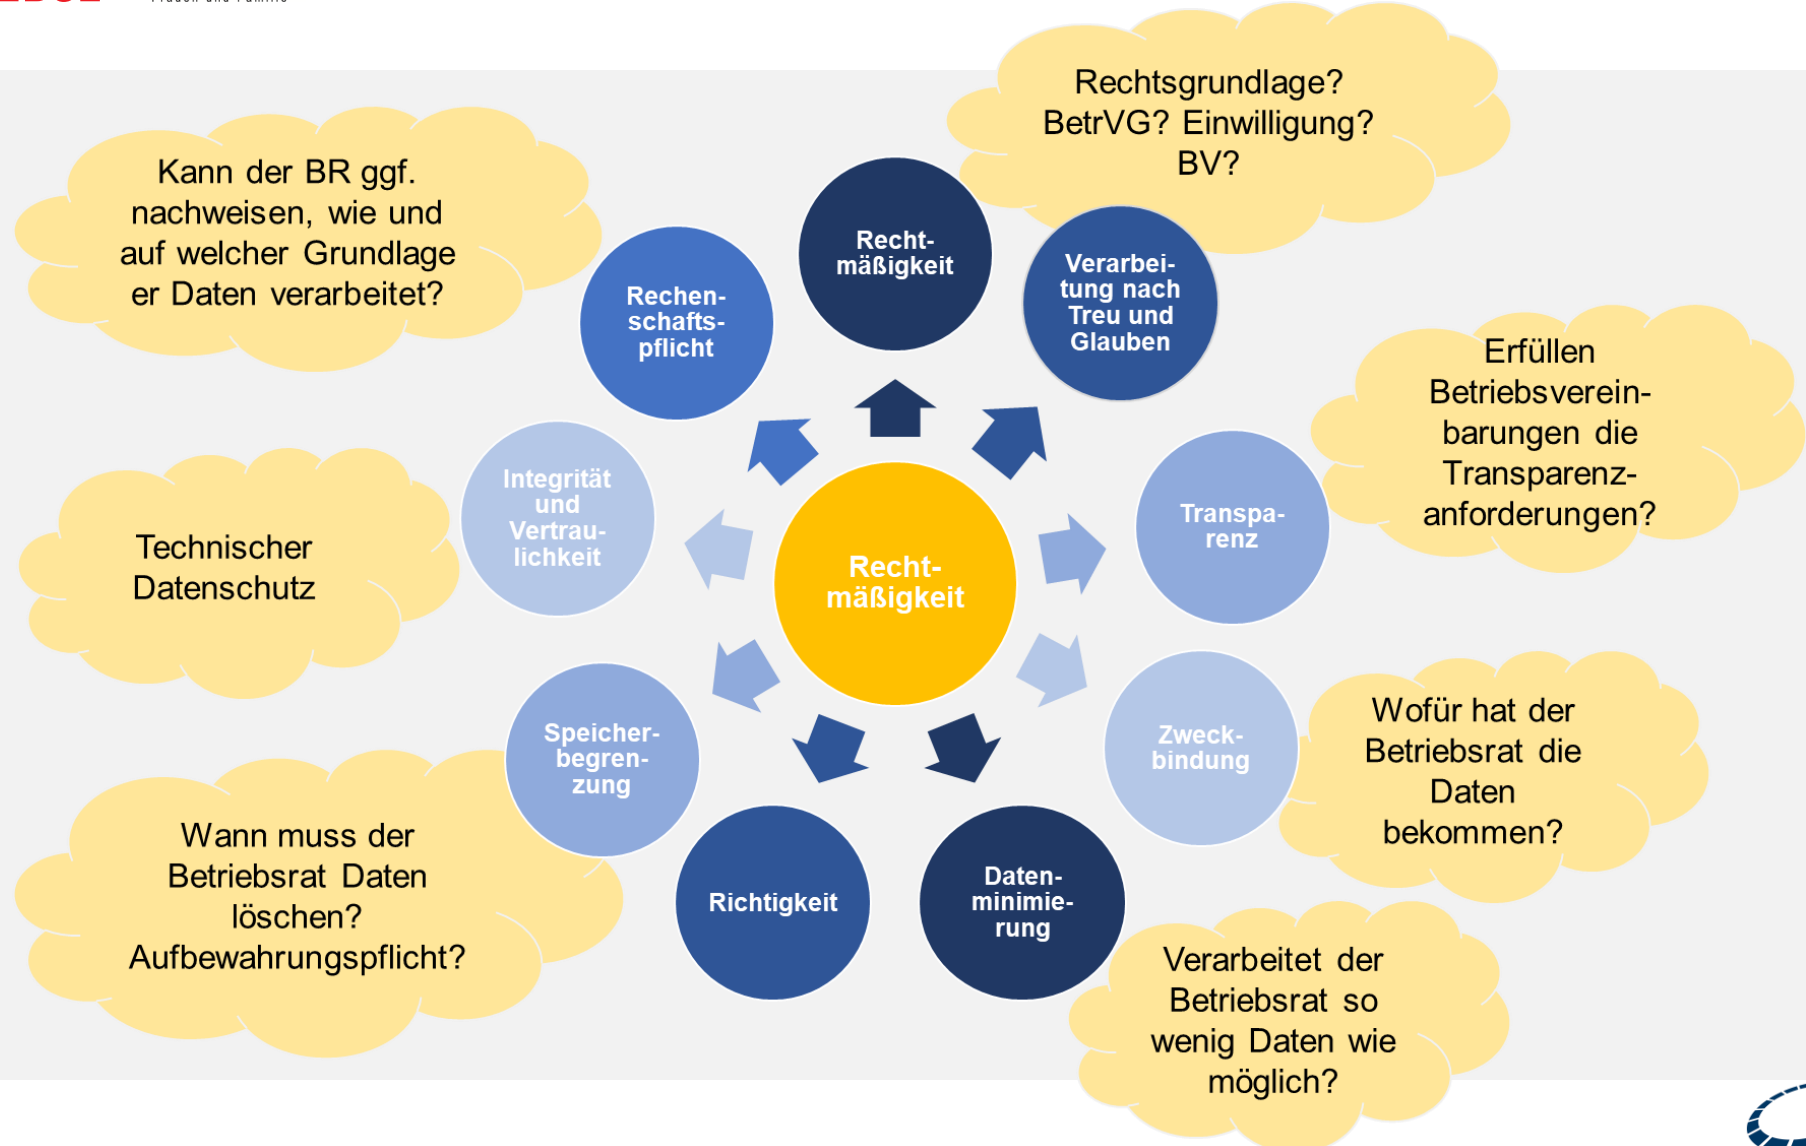 Rechtsgrundlage?
BetrVG? Einwilligung?
BV?
Kann der BR ggf.
nachweisen, wie und
auf welcher Grundlage
er Daten verarbeitet?
Recht-
mäßigkeit
Verarbei-
tung nach
Treu und
Glauben
Rechen-
schafts-
pflicht
Erfüllen
Betriebsverein-
barungen die
Transparenz-
anforderungen?
Integrität
und
Vertrau-
lichkeit
Transpa-
renz
Technischer
Datenschutz
Recht-
mäßigkeit
Speicher-
begren-
zung
Zweck-
bindung
Wofür hat der
Betriebsrat die
Daten
bekommen?
Wann muss der
Betriebsrat Daten
löschen?
Aufbewahrungspflicht?
Richtigkeit
Daten-
minimie-
rung
Verarbeitet der
Betriebsrat so
wenig Daten wie
möglich?